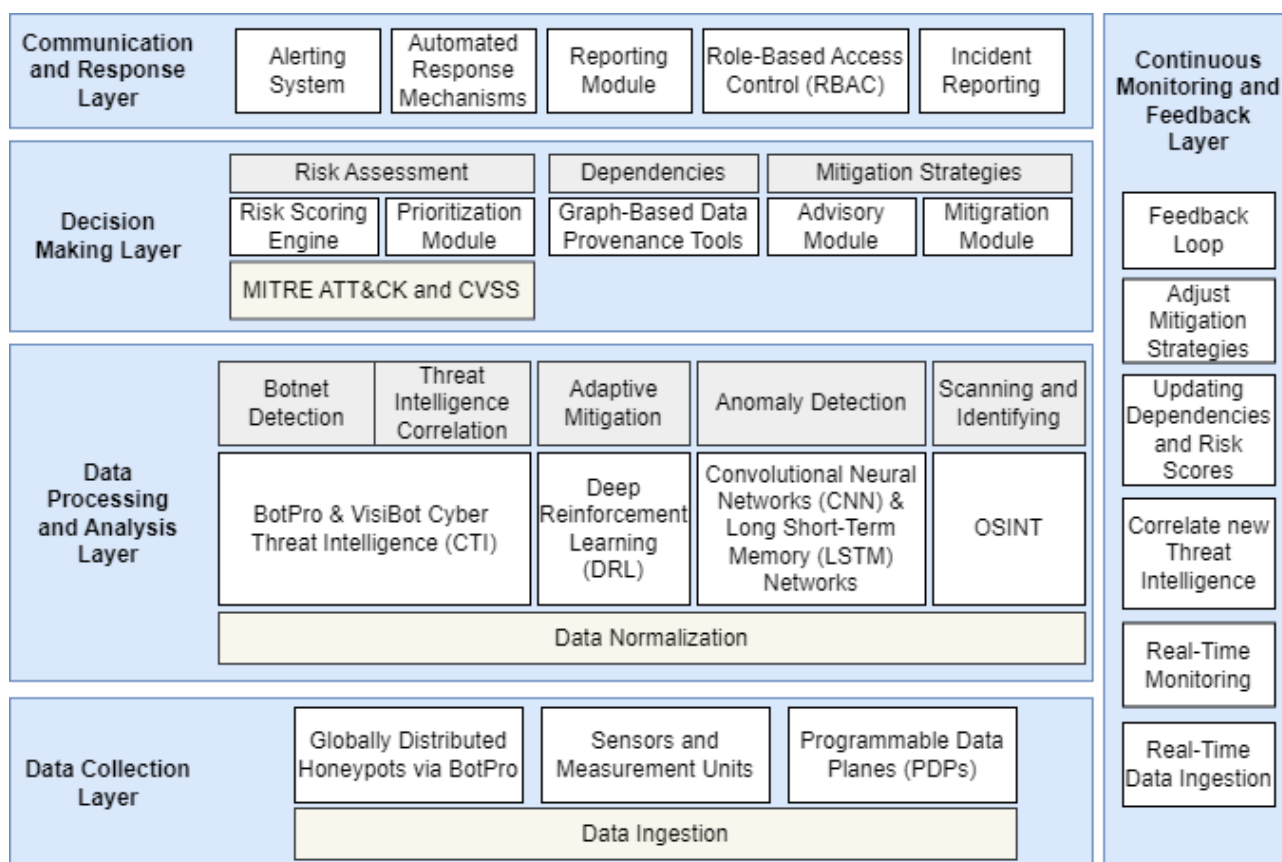 Communication
and Response
Layer
Alerting
System
Automated
Response
Mechanisms
Reporting
Module
Role-Based Access
Control (RBAC)
Incident
Reporting
Decision
Making Layer
Risk Assessment
Dependencies
Mitigation Strategies
Risk Scoring
Engine
Prioritization
Module
Graph-Based Data
Provenance Tools
Advisory
Module
Mitigration
Module
MITRE ATT&CK and CVSS
Data
Processing
and Analysis
Layer
Botnet
Detection
Threat
Intelligence
Correlation
Adaptive
Mitigation
Anomaly Detection
Scanning and
Identifying
BotPro & VisiBot Cyber
Threat Intelligence (CTI)
Deep
Reinforcement
Learning
(DRL)
Convolutional Neural
Networks (CNN) &
Long Short-Term
Memory (LSTM)
Networks
OSINT
Data Normalization
Data Collection
Layer
Globally Distributed
Honeypots via BotPro
Sensors and
Measurement Units
Programmable Data
Planes (PDPs)
Data Ingestion
Continuous
Monitoring and
Feedback
Layer
Feedback
Loop
Adjust
Mitigation
Strategies
Updating
Dependencies
and Risk
Scores
Correlate new
Threat
Intelligence
Real-Time
Monitoring
Real-Time
Data Ingestion